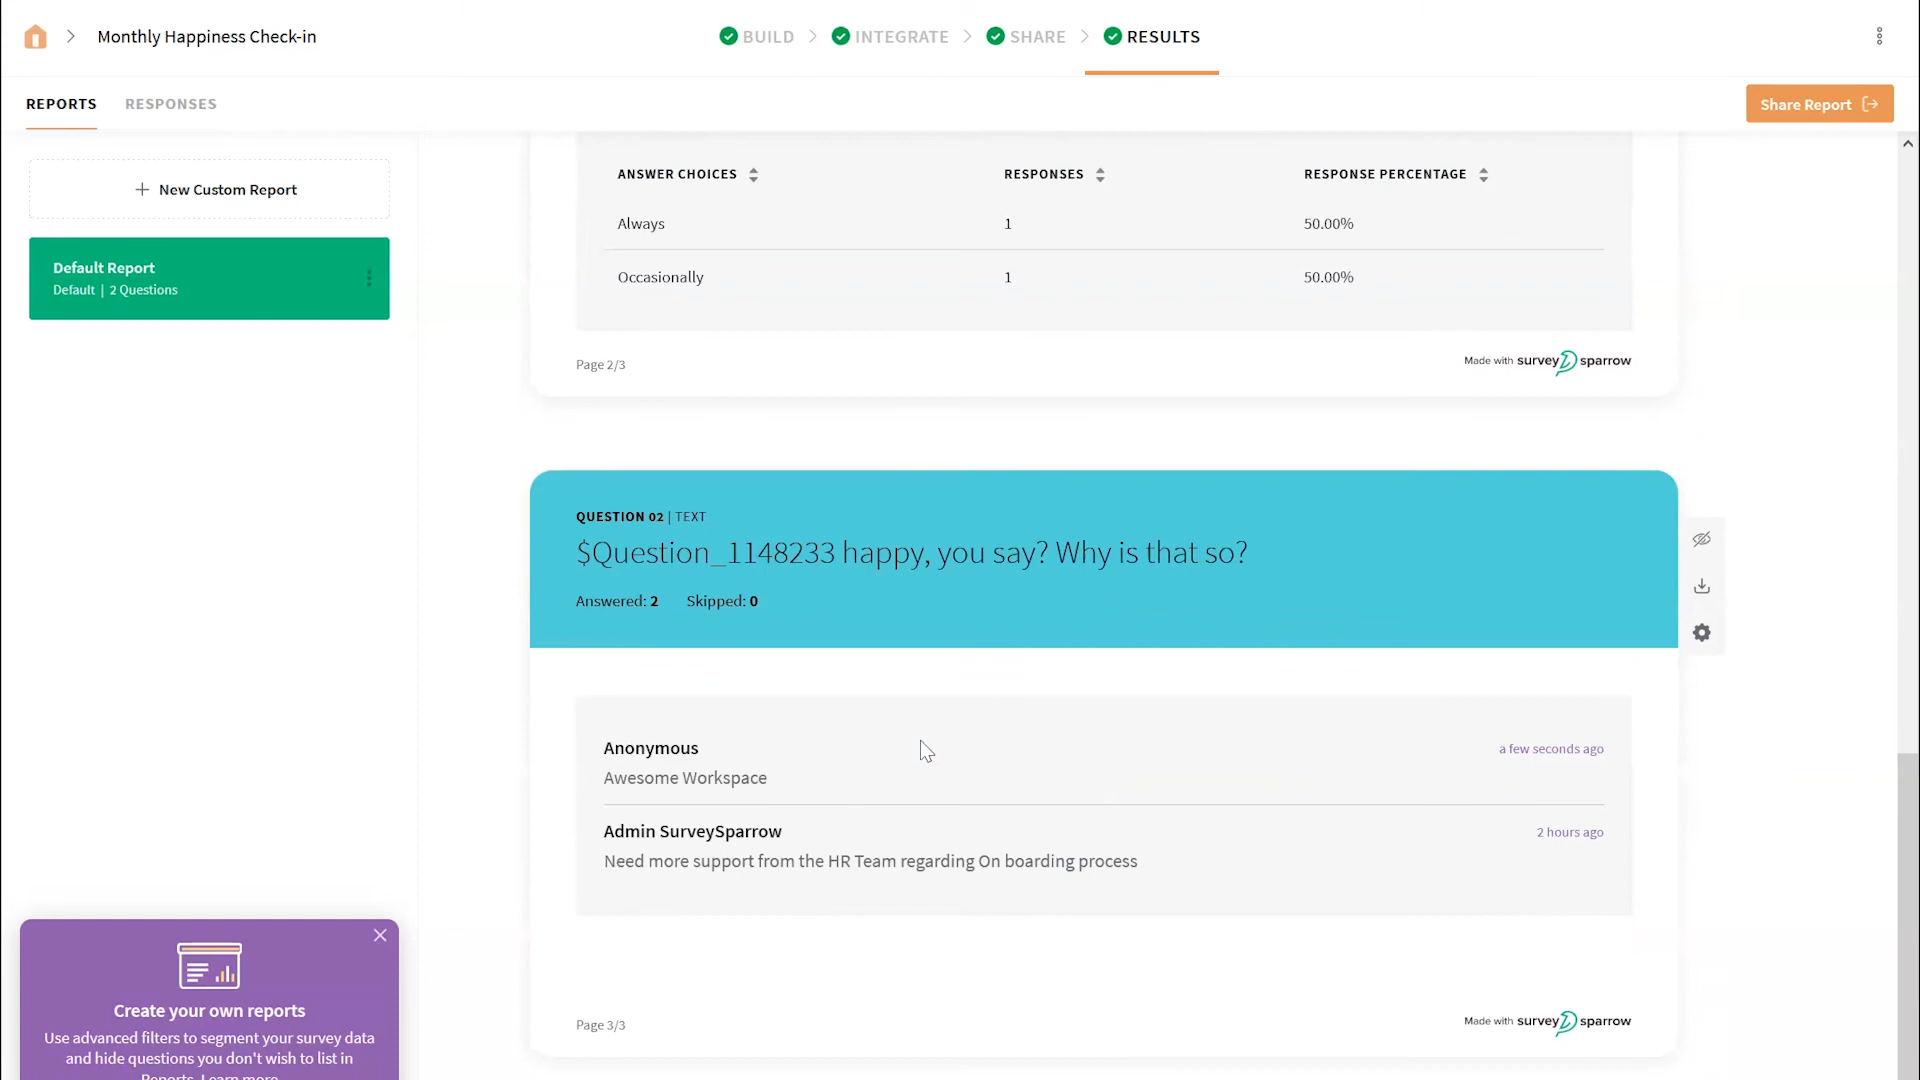 Monthly Happiness Check-in
BUILD
INTEGRATE
SHARE
RESULTS
REPORTS
RESPONSES
Share Report
New Custom Report
Default Report
Default | 2 Questions
ANSWER CHOICES RESPONSES RESPONSE PERCENTAGE
Always 1 50.00%
Occasionally 1 50.00%
Page 2/3
Made with surveysparrow
QUESTION 02 | TEXT
$Question_1148233 happy, you say? Why is that so?
Answered: 2 Skipped: 0
Anonymous a few seconds ago
Awesome Workspace
Admin SurveySparrow 2 hours ago
Need more support from the HR Team regarding On boarding process
Page 3/3
Made with surveysparrow
Create your own reports
Use advanced filters to segment your survey data
and hide questions you don't wish to list in
Reports. Learn more